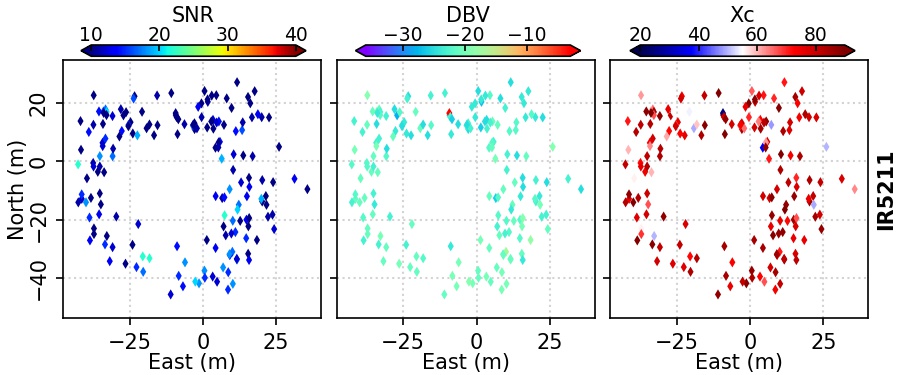 SNR DBV Xc
10 20 30 40 −30 −20 −10 20 40 60 80
20
0
−20
−40
North (m)
−25 0 25 −25 0 25 −25 0 25
East (m) East (m) East (m)
IR5211